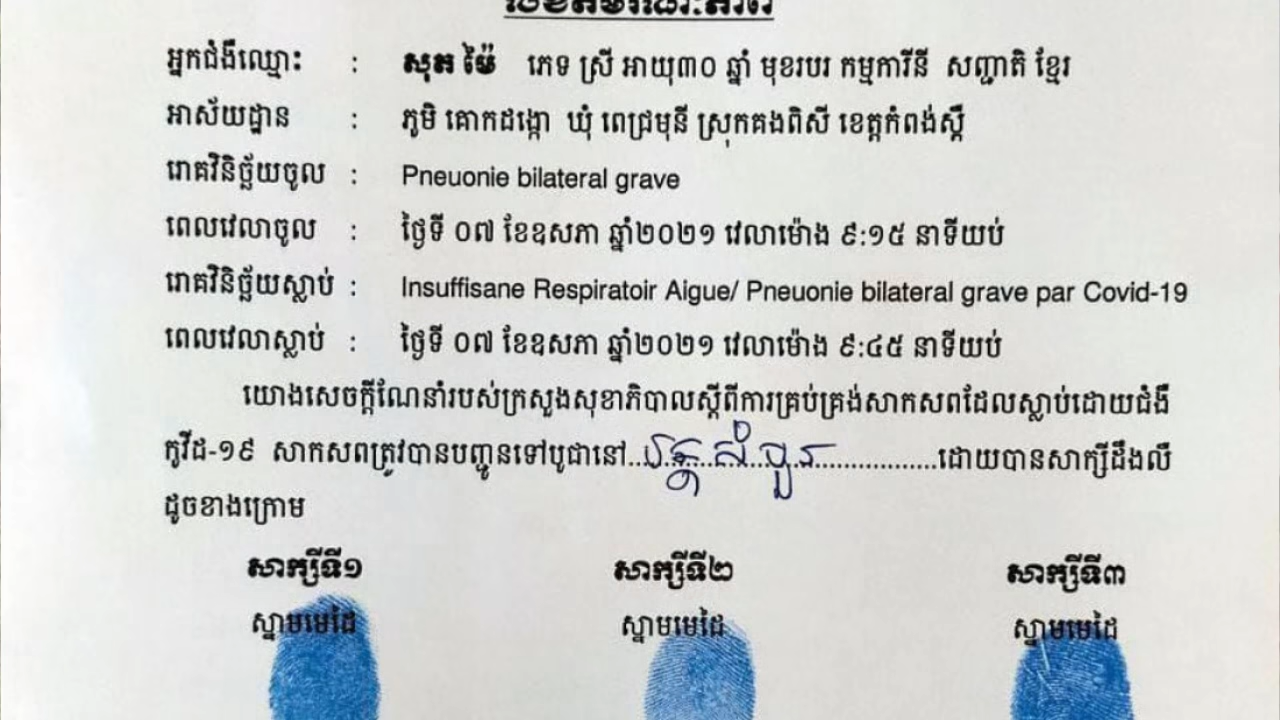 អ្នកជំងឺឈ្មោះ : សុត ម៉ៃ ភេទ ស្រី អាយុ៣០ ឆ្នាំ មុខរបរ កម្មការីនី សញ្ជាតិ ខ្មែរ
អាស័យដ្ឋាន : ភូមិ គោកដង្កោ ឃុំ ពេជ្រមុនី ស្រុកគងពិសី ខេត្តកំពង់ស្ពឺ
រោគវិនិច្ឆ័យចូល : Pneuonie bilateral grave
ពេលវេលាចូល : ថ្ងៃទី ០៧ ខែឧសភា ឆ្នាំ២០២១ វេលាម៉ោង ៩:១៥ នាទីយប់
រោគវិនិច្ឆ័យស្លាប់ : Insuffisane Respiratoir Aigue/ Pneuonie bilateral grave par Covid-19
ពេលវេលាស្លាប់ : ថ្ងៃទី ០៧ ខែឧសភា ឆ្នាំ២០២១ វេលាម៉ោង ៩:៤៥ នាទីយប់
យោងសេចក្តីណែនាំរបស់ក្រសួងសុខាភិបាលស្តីពីការគ្រប់គ្រងសាកសពដែលស្លាប់ដោយជំងឺ
កូវីដ-១៩ សាកសពត្រូវបានបញ្ជូនទៅបូជានៅ ដោយបានសាក្សីដឹងលឺ
ដូចខាងក្រោម
សាក្សីទី១ សាក្សីទី២ សាក្សីទី៣
ស្នាមមេដៃ ស្នាមមេដៃ ស្នាមមេដៃ